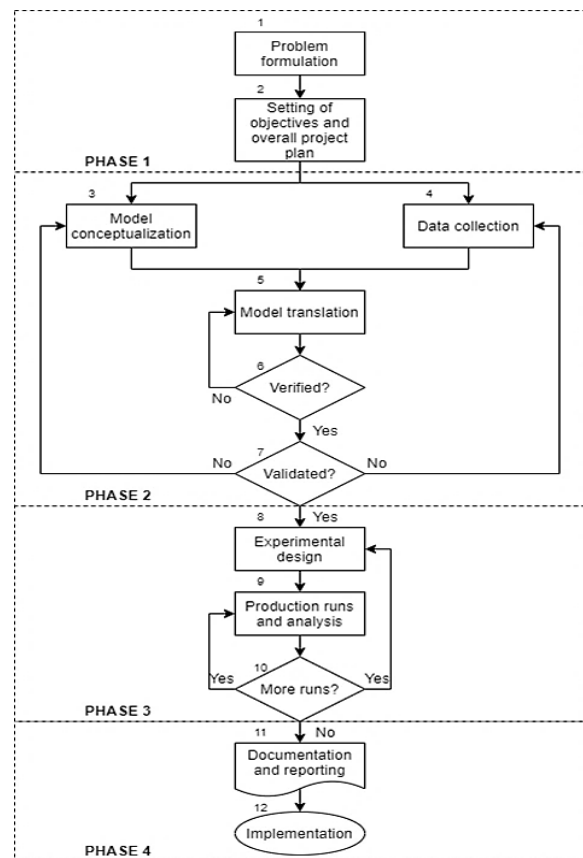 1
Problem
formulation
2
Setting of
objectives and
overall project
plan
PHASE 1
3
Model
conceptualization
4
Data collection
5
Model translation
6
Verified?
No
Yes
7
No
Validated?
No
PHASE 2
8
Yes
Experimental
design
9
Production runs
and analysis
10
Yes
More runs?
Yes
PHASE 3
11
No
Documentation
and reporting
12
Implementation
PHASE 4